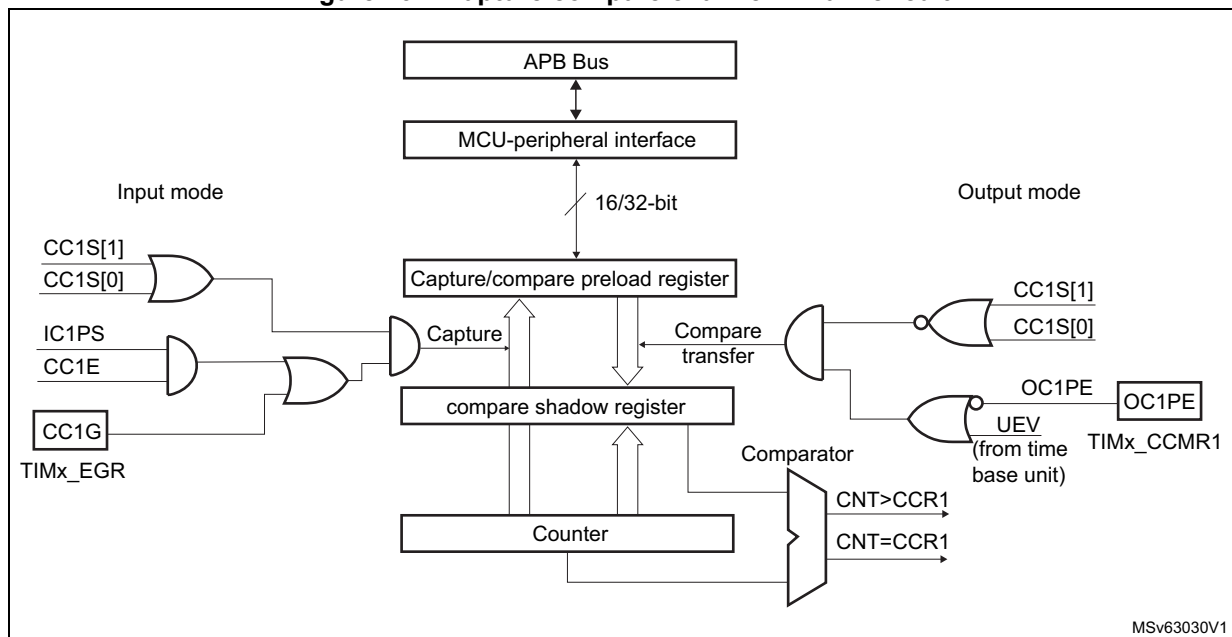 APB Bus
MCU-peripheral interface
Input mode
16/32-bit
Output mode
CC1S[1]
CC1S[0]
Capture/compare preload register
CC1S[1]
CC1S[0]
IC1PS
CC1E
Capture
Compare
transfer
CC1G
TIMx_EGR
compare shadow register
OC1PE
OC1PE
UEV
(from time
base unit)
TIMx_CCMR1
Comparator
CNT>CCR1
Counter
CNT=CCR1
MSv63030V1